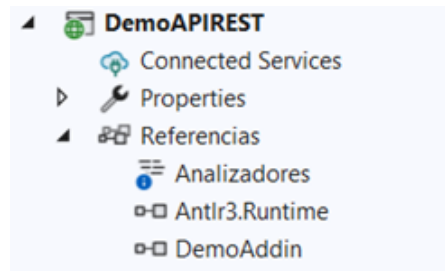 DemoAPIREST
Connected Services
Properties
Referencias
Analizadores
Antlr3.Runtime
DemoAddin